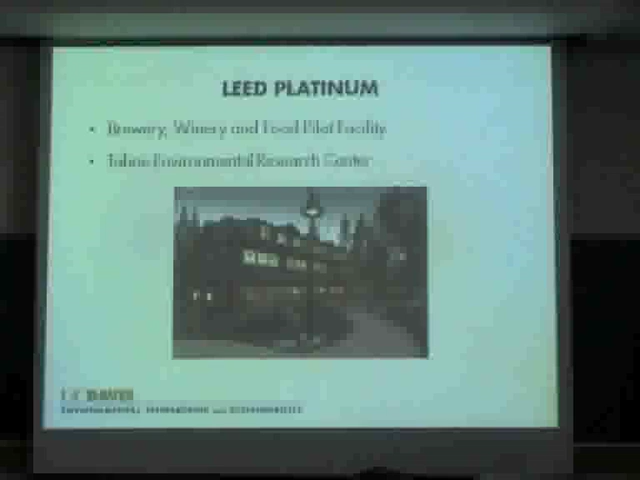 LEED PLATINUM
• Brewery, Winery and Food Pilot Facility
• Tahoe Environmental Research Center
UC DAVIS